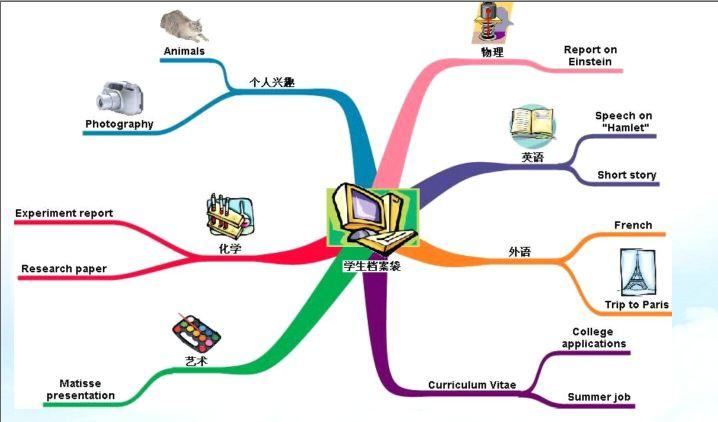 Animals
个人兴趣
Photography
物理
Report on
Einstein
Speech on
"Hamlet"
英语
Short story
Experiment report
化学
Research paper
学生档案袋
French
外语
Trip to Paris
艺术
Matisse
presentation
College
applications
Curriculum Vitae
Summer job